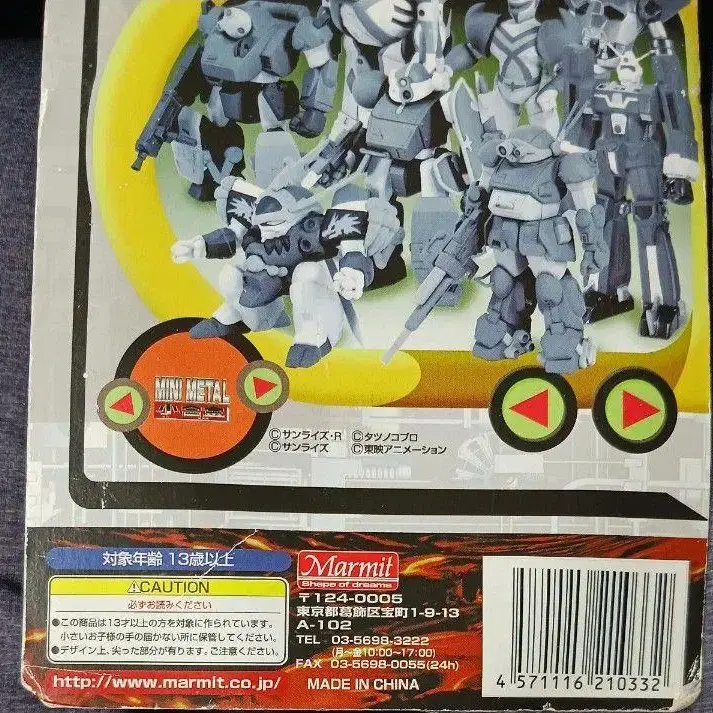 MINI METAL
小合金
©サンライズ・R ©タツノコプロ
©サンライズ ©東映アニメーション
対象年齢 13歳以上
⚠CAUTION
必ずお読みください
●この商品は13才以上の方を対象に作られています。
小さいお子様の手の届かない所に保管してください。
●デザイン上、尖った部分が有ります。ご注意ください。
http://www.marmit.co.jp/
Marmit
Shape of dreams
〒124-0005
東京都葛飾区宝町1-9-13
A-102
TEL 03-5698-3222
(月〜金10:00〜17:00)
FAX 03-5698-0055(24h)
MADE IN CHINA
4 571116 210332